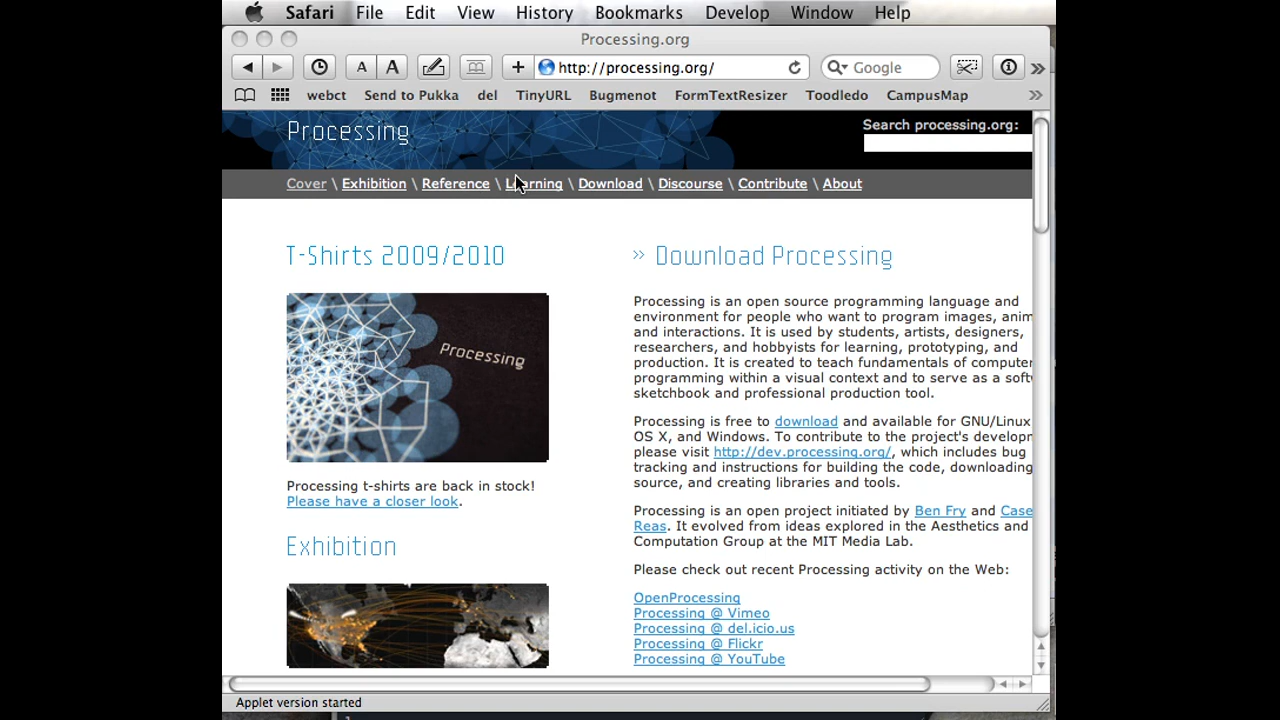 Safari File Edit View History Bookmarks Develop Window Help
Processing.org
A A + http://processing.org/ Google
webct Send to Pukka del TinyURL Bugmenot FormTextResizer Toodledo CampusMap
Processing
Search processing.org:
Cover \ Exhibition \ Reference \ Learning \ Download \ Discourse \ Contribute \ About
T-Shirts 2009/2010
Processing
Processing t-shirts are back in stock!
Please have a closer look.
Exhibition
» Download Processing
Processing is an open source programming language and
environment for people who want to program images, anim
and interactions. It is used by students, artists, designers,
researchers, and hobbyists for learning, prototyping, and
production. It is created to teach fundamentals of computer
programming within a visual context and to serve as a soft
sketchbook and professional production tool.
Processing is free to download and available for GNU/Linux
OS X, and Windows. To contribute to the project's developm
please visit http://dev.processing.org/, which includes bug
tracking and instructions for building the code, downloading
source, and creating libraries and tools.
Processing is an open project initiated by Ben Fry and Case
Reas. It evolved from ideas explored in the Aesthetics and
Computation Group at the MIT Media Lab.
Please check out recent Processing activity on the Web:
OpenProcessing
Processing @ Vimeo
Processing @ del.icio.us
Processing @ Flickr
Processing @ YouTube
Applet version started